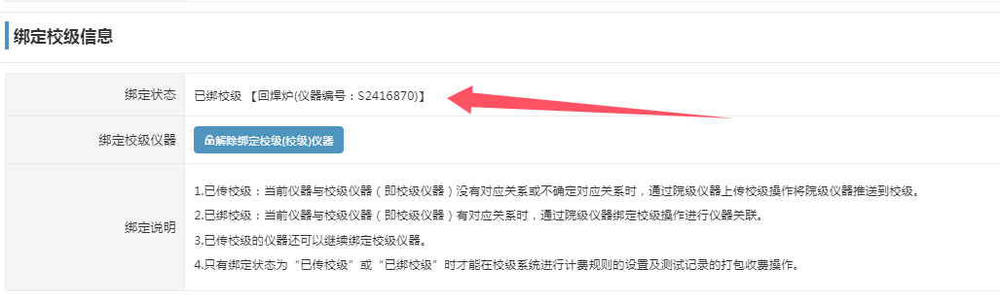 绑定校级信息
绑定状态
已绑校级 【回焊炉(仪器编号：S2416870)】
绑定校级仪器
解除绑定校级(校级)仪器
绑定说明
1.已传校级：当前仪器与校级仪器（即校级仪器）没有对应关系或不确定对应关系时，通过院级仪器上传校级操作将院级仪器推送到校级。
2.已绑校级：当前仪器与校级仪器（即校级仪器）有对应关系时，通过院级仪器绑定校级操作进行仪器关联。
3.已传校级的仪器还可以继续绑定校级仪器。
4.只有绑定状态为“已传校级”或“已绑校级”时才能在校级系统进行计费规则的设置及测试记录的打包收费操作。